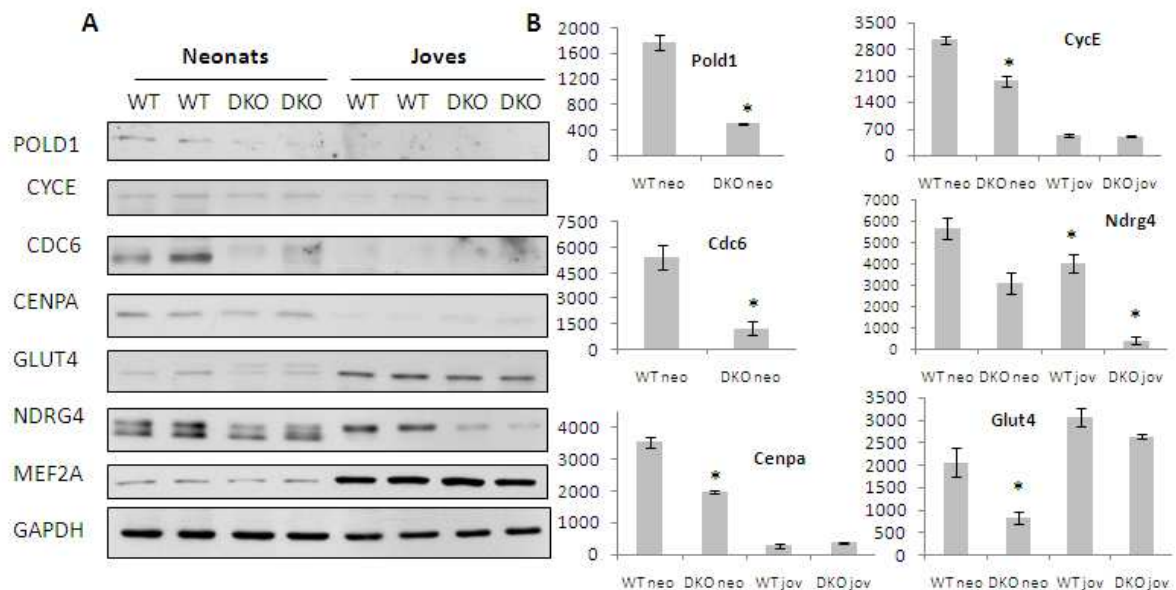 A
Neonats Joves
WT WT DKO DKO WT WT DKO DKO
POLD1
CYCE
CDC6
CENPA
GLUT4
NDRG4
MEF2A
GAPDH
B
Pold1
2000
1600
1200
800
400
0
*
WT neo DKO neo
CycE
3500
2800
2100
1400
700
0
*
WT neo DKO neo WT jov DKO jov
Cdc6
7500
6000
4500
3000
1500
0
*
WT neo DKO neo
Ndrg4
7000
6000
5000
4000
3000
2000
1000
0
* *
WT neo DKO neo WT jov DKO jov
Cenpa
4000
3000
2000
1000
0
*
WT neo DKO neo WT jov DKO jov
Glut4
3500
3000
2500
2000
1500
1000
500
0
*
WT neo DKO neo WT jov DKO jov